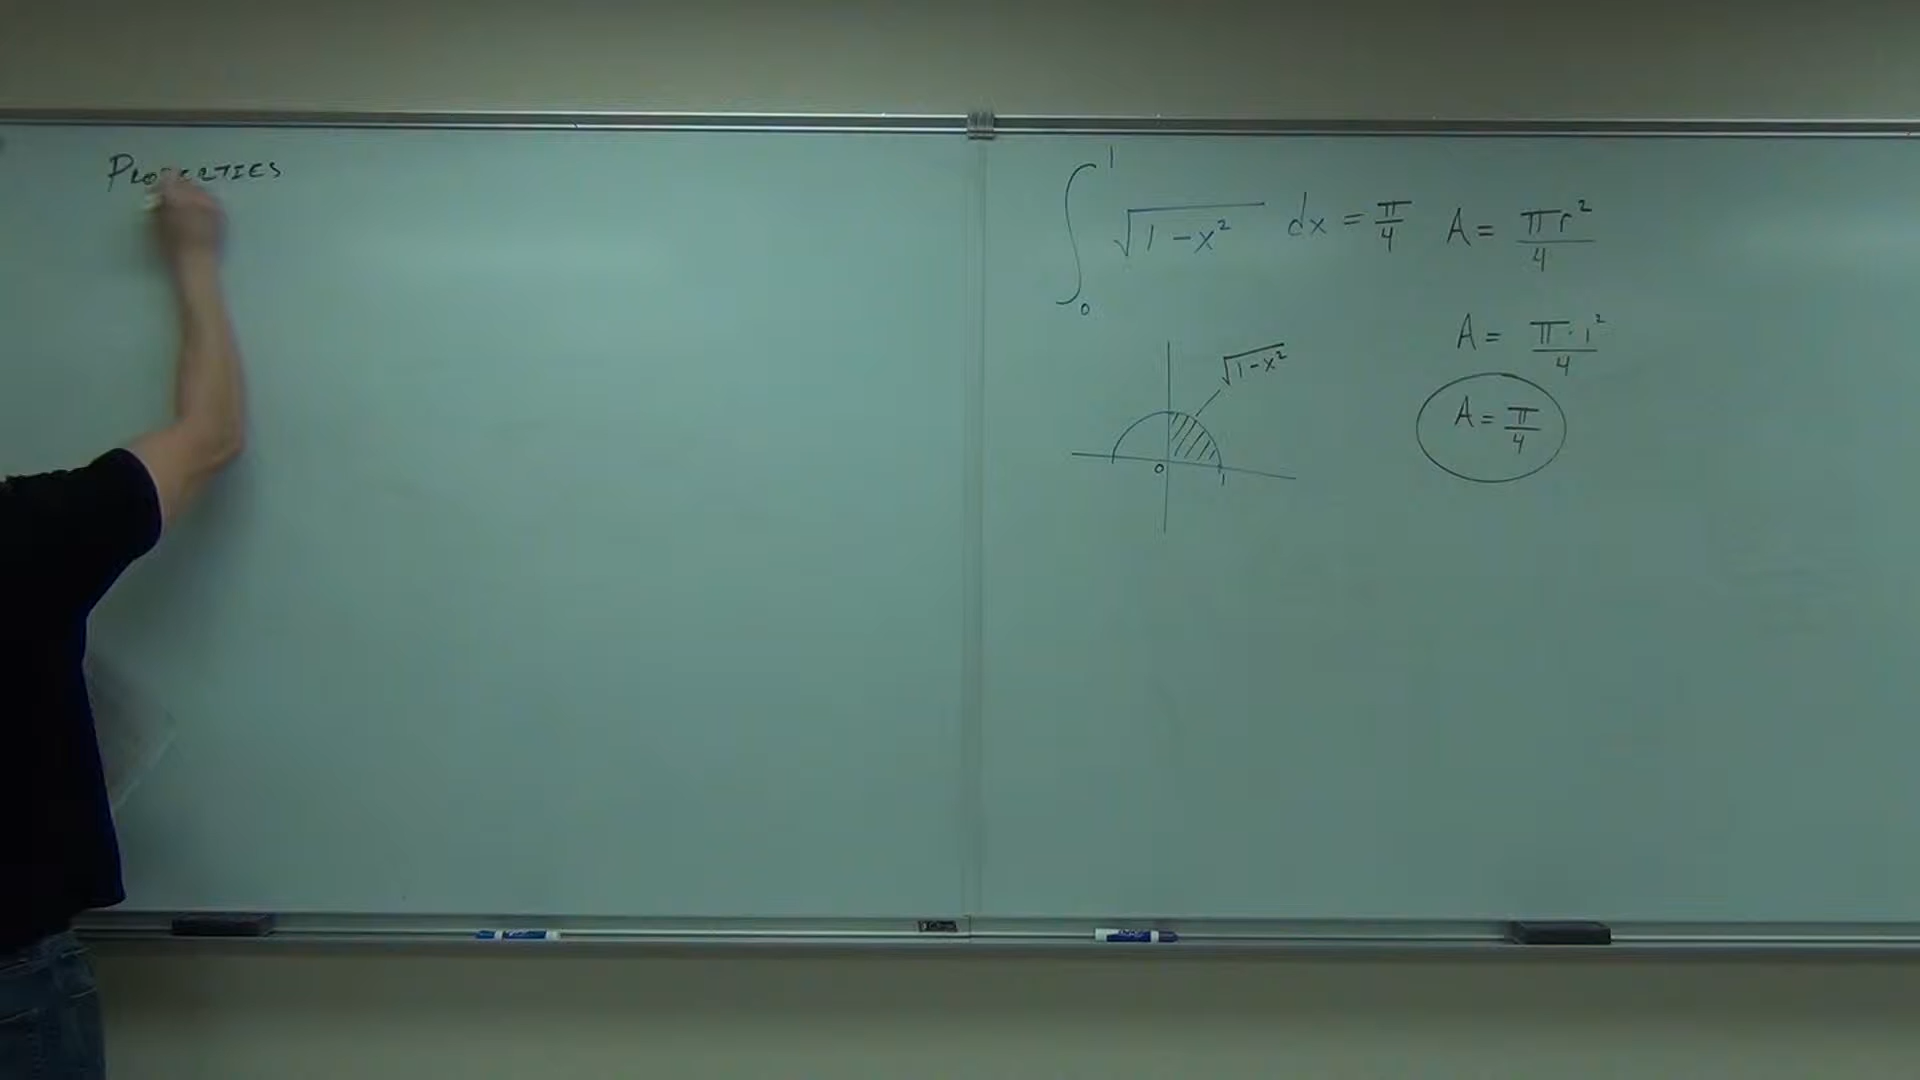 PROPERTIES
∫₀¹ √(1-x²) dx = π/4
A = πr²/4
A = π·1²/4
A = π/4
√(1-x²)
0 1